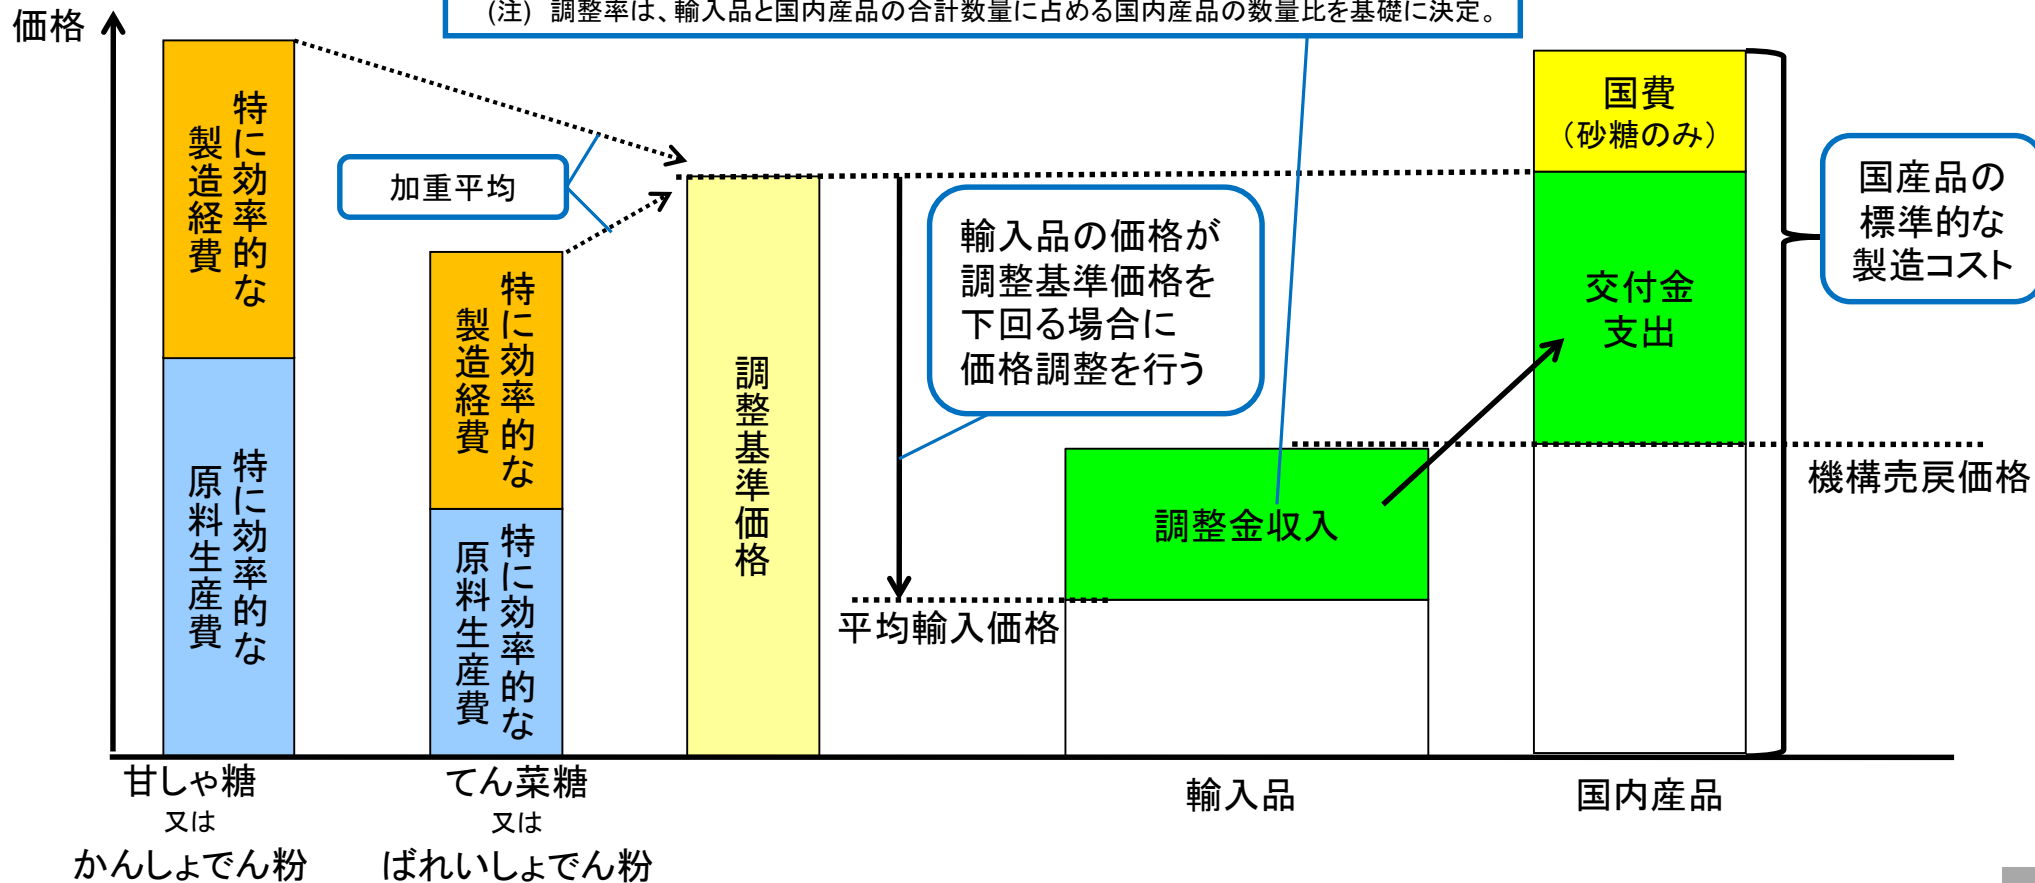 価格
(注) 調整率は、輸入品と国内産品の合計数量に占める国内産品の数量比を基礎に決定。
特に効率的な
製造経費
特に効率的な
原料生産費
加重平均
特に効率的な
製造経費
特に効率的な
原料生産費
調整基準価格
輸入品の価格が
調整基準価格を
下回る場合に
価格調整を行う
平均輸入価格
調整金収入
国費
（砂糖のみ）
交付金
支出
国産品の
標準的な
製造コスト
機構売戻価格
甘しゃ糖
又は
かんしょでん粉
てん菜糖
又は
ばれいしょでん粉
輸入品
国内産品